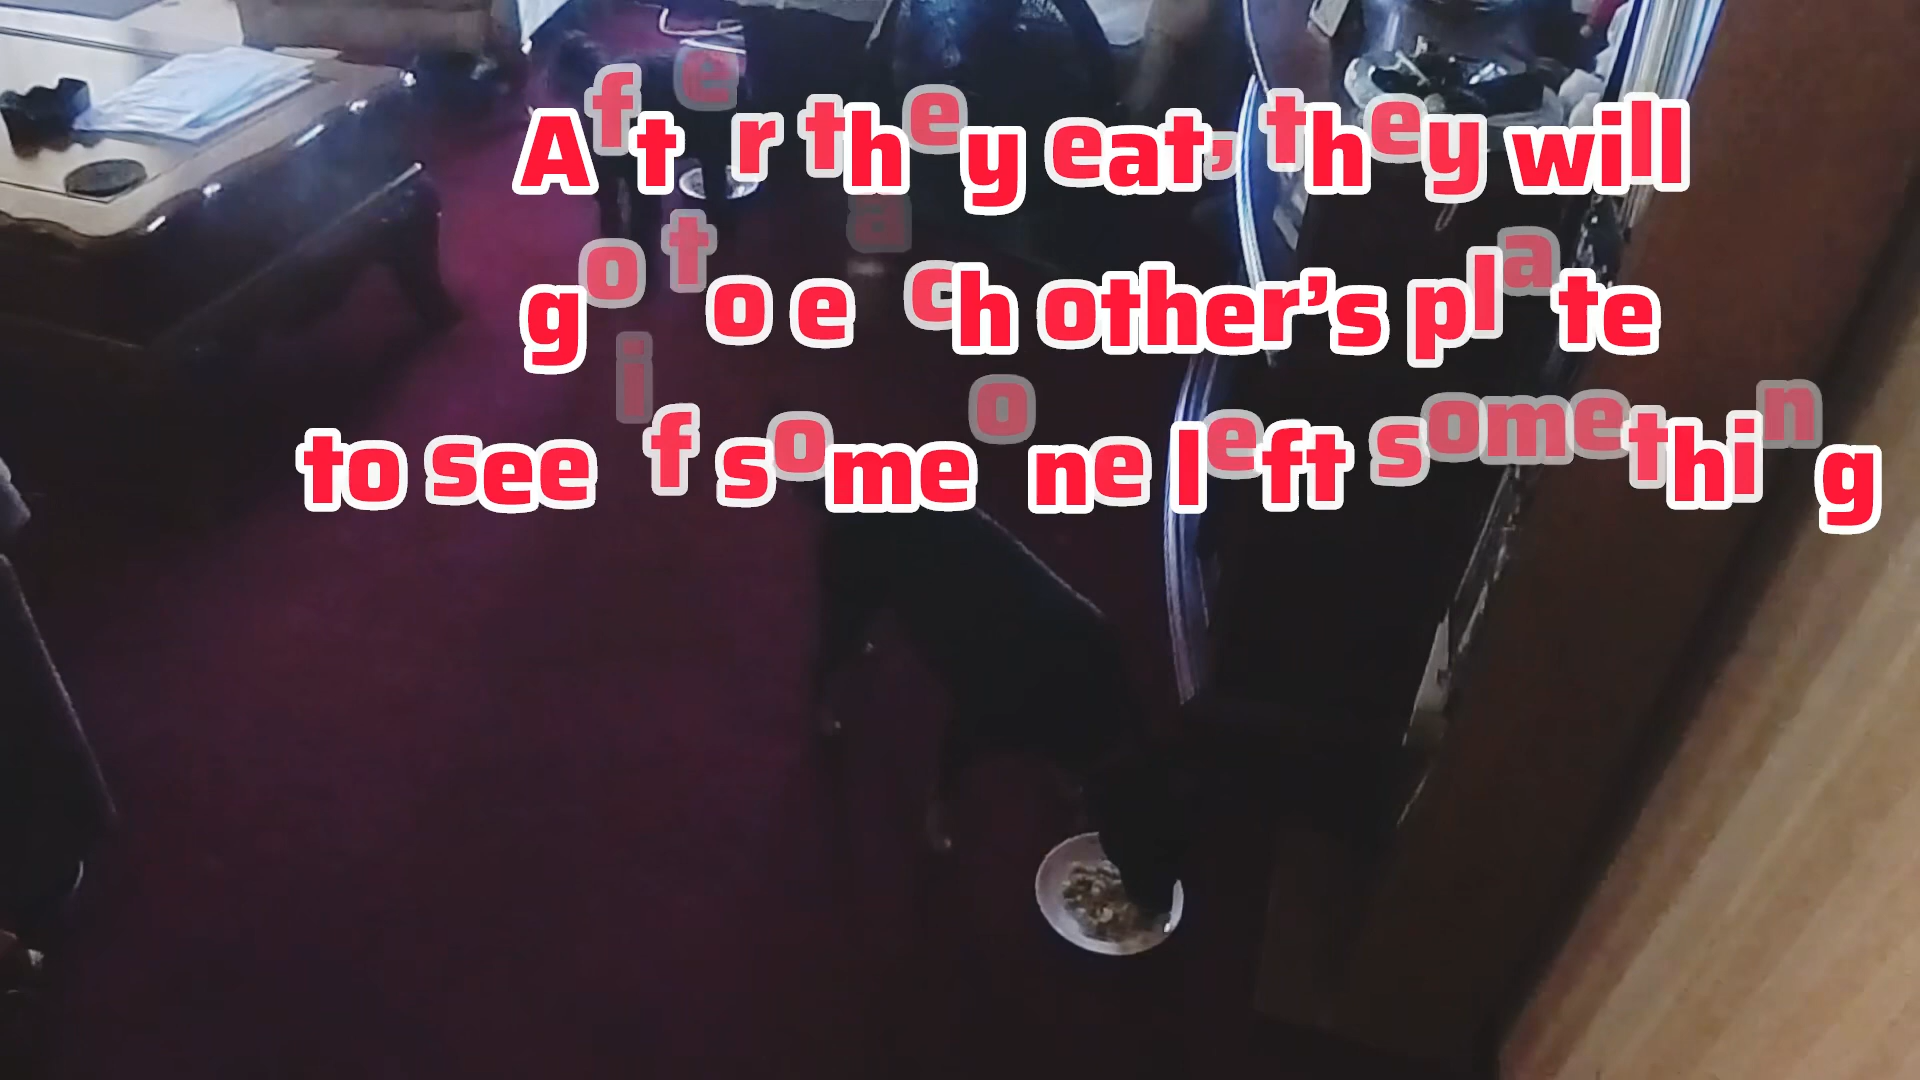 After they eat, they will
go to each other’s plate
to see if someone left something